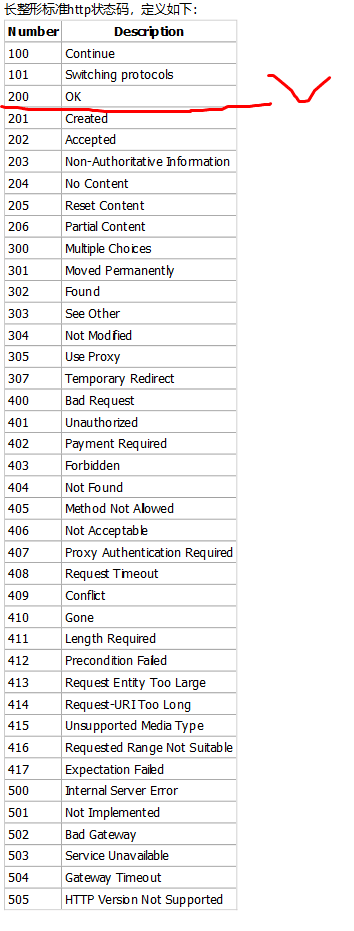 长整形标准http状态码，定义如下：
Number Description
100 Continue
101 Switching protocols
200 OK
201 Created
202 Accepted
203 Non-Authoritative Information
204 No Content
205 Reset Content
206 Partial Content
300 Multiple Choices
301 Moved Permanently
302 Found
303 See Other
304 Not Modified
305 Use Proxy
307 Temporary Redirect
400 Bad Request
401 Unauthorized
402 Payment Required
403 Forbidden
404 Not Found
405 Method Not Allowed
406 Not Acceptable
407 Proxy Authentication Required
408 Request Timeout
409 Conflict
410 Gone
411 Length Required
412 Precondition Failed
413 Request Entity Too Large
414 Request-URI Too Long
415 Unsupported Media Type
416 Requested Range Not Suitable
417 Expectation Failed
500 Internal Server Error
501 Not Implemented
502 Bad Gateway
503 Service Unavailable
504 Gateway Timeout
505 HTTP Version Not Supported